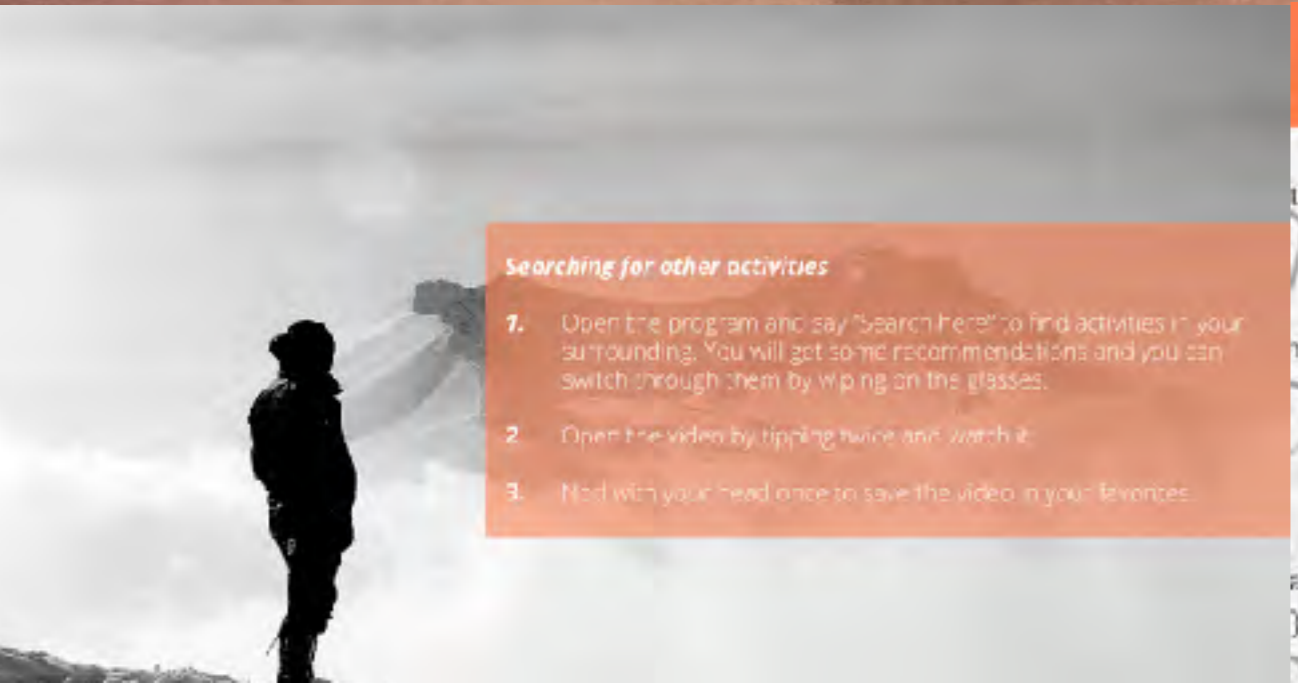 Searching for other activities
1. Open the program and say "Search here" to find activities in your
surrounding. You will get some recommendations and you can
switch through them by wiping on the glasses.
2. Open the video by tipping twice and watch it.
3. Nod with your head once to save the video in your favorites.